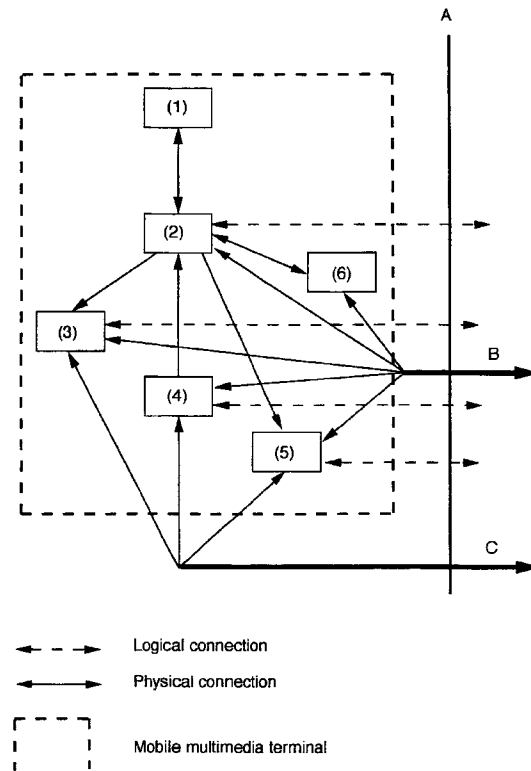 A
(1)
(2)
(6)
(3)
B
(4)
(5)
C
Logical connection
Physical connection
Mobile multimedia terminal